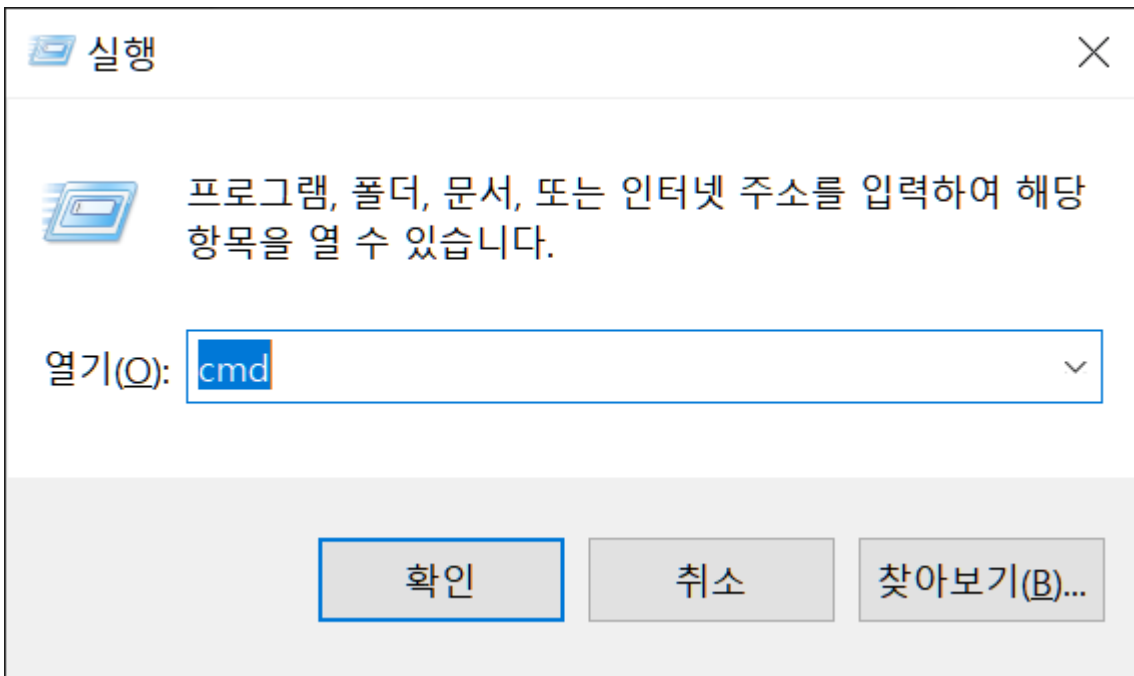 실행
프로그램, 폴더, 문서, 또는 인터넷 주소를 입력하여 해당
항목을 열 수 있습니다.
열기(O): cmd
확인 취소 찾아보기(B)...